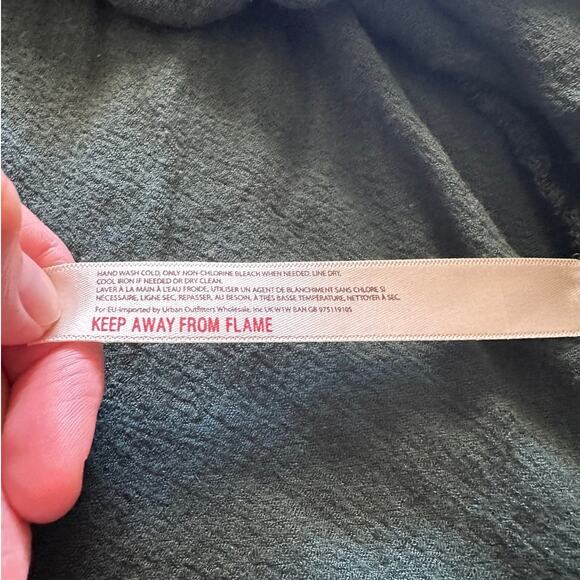 HAND WASH COLD, ONLY NON-CHLORINE BLEACH WHEN NEEDED, LINE DRY,
COOL IRON IF NEEDED OR DRY CLEAN.
LAVER À LA MAIN À L'EAU FROIDE, UTILISER UN AGENT DE BLANCHIMENT SANS CHLORE SI
NÉCESSAIRE, LIGNE SEC, REPASSER, AU BESOIN, À TRÈS BASSE TEMPÉRATURE, NETTOYER À SEC.
For EU-Imported by Urban Outfitters Wholesale, Inc UK W1W 8AN GB 975119105
KEEP AWAY FROM FLAME